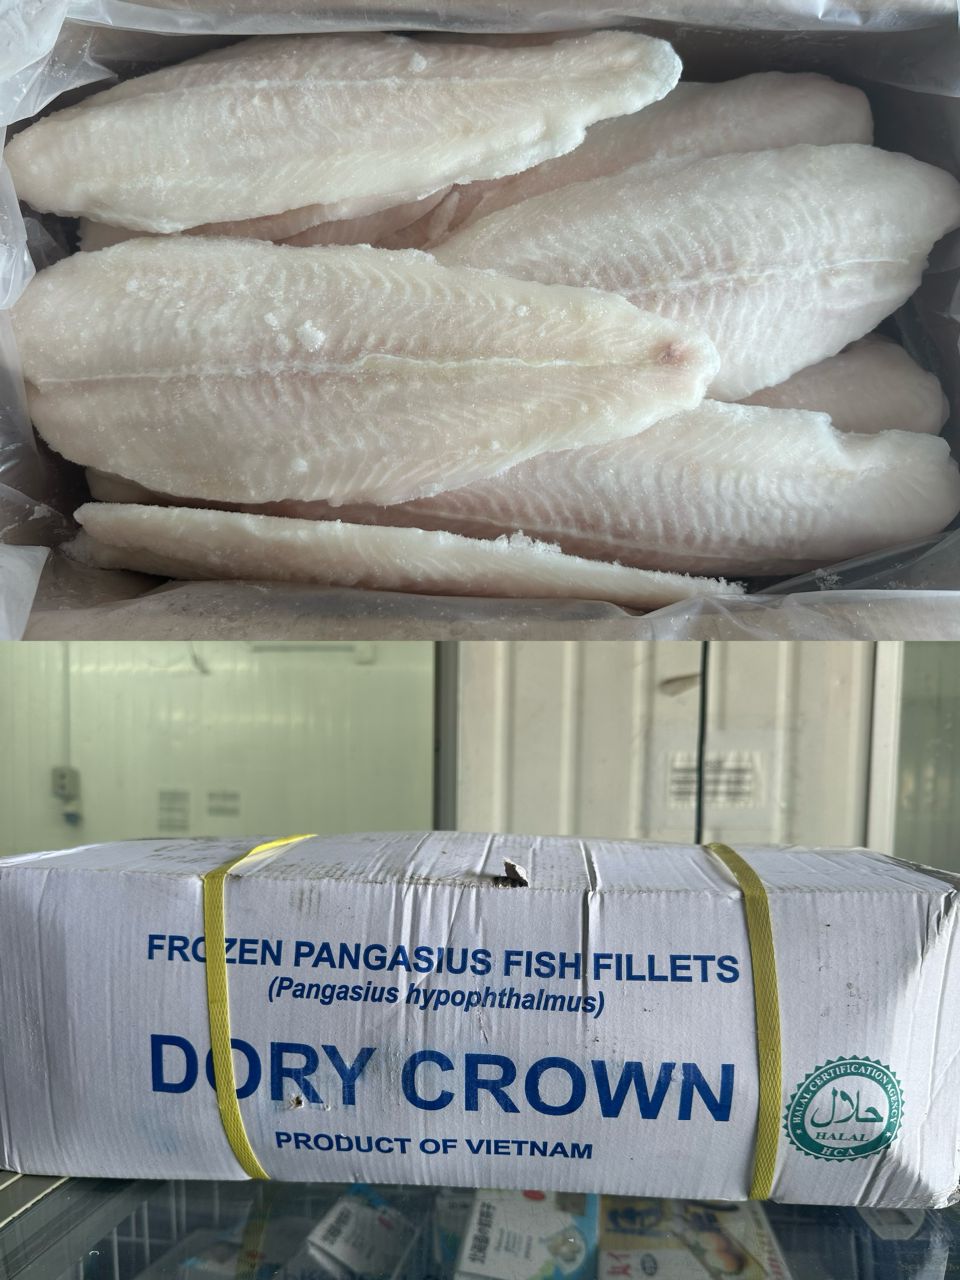 FROZEN PANGASIUS FISH FILLETS
(Pangasius hypophthalmus)
DORY CROWN
PRODUCT OF VIETNAM
HALAL CERTIFICATION AGENCY
حلال
HALAL
HCA